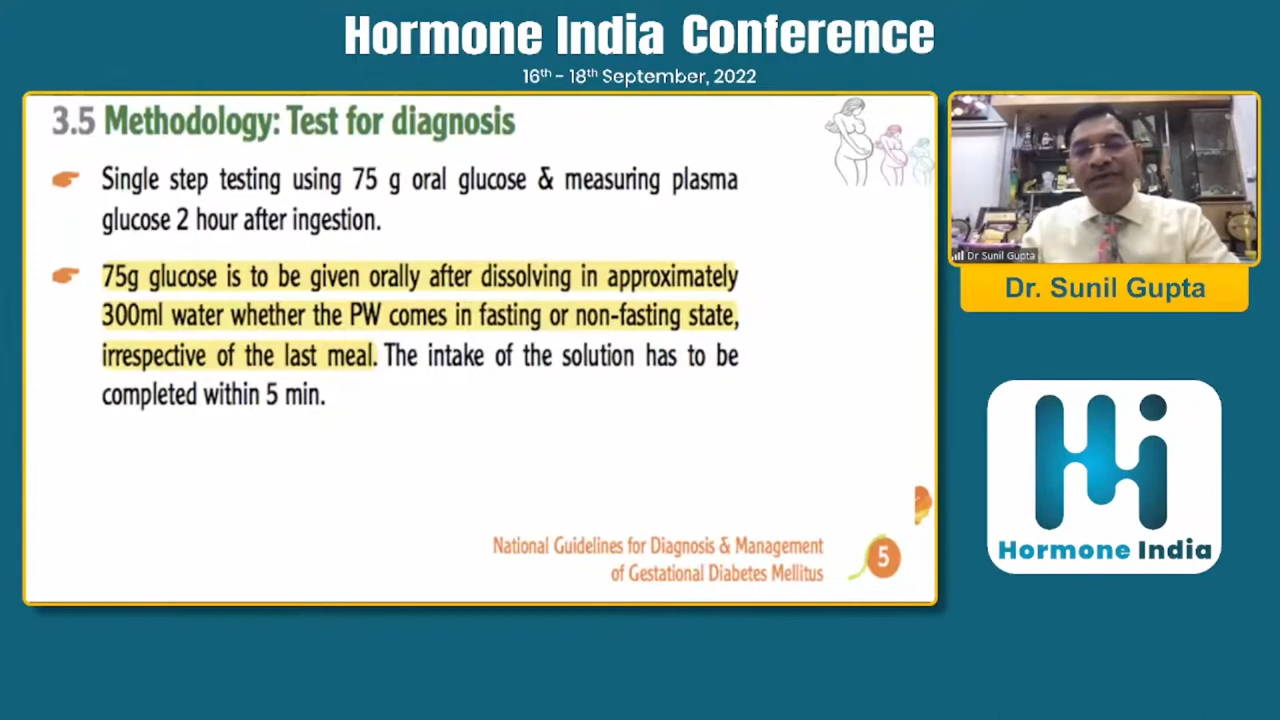 Hormone India Conference
16th - 18th September, 2022
3.5 Methodology: Test for diagnosis
Single step testing using 75 g oral glucose & measuring plasma
glucose 2 hour after ingestion.
75g glucose is to be given orally after dissolving in approximately
300ml water whether the PW comes in fasting or non-fasting state,
irrespective of the last meal. The intake of the solution has to be
completed within 5 min.
National Guidelines for Diagnosis & Management
of Gestational Diabetes Mellitus
5
Dr Sunil Gupta
Dr. Sunil Gupta
Hi
Hormone India